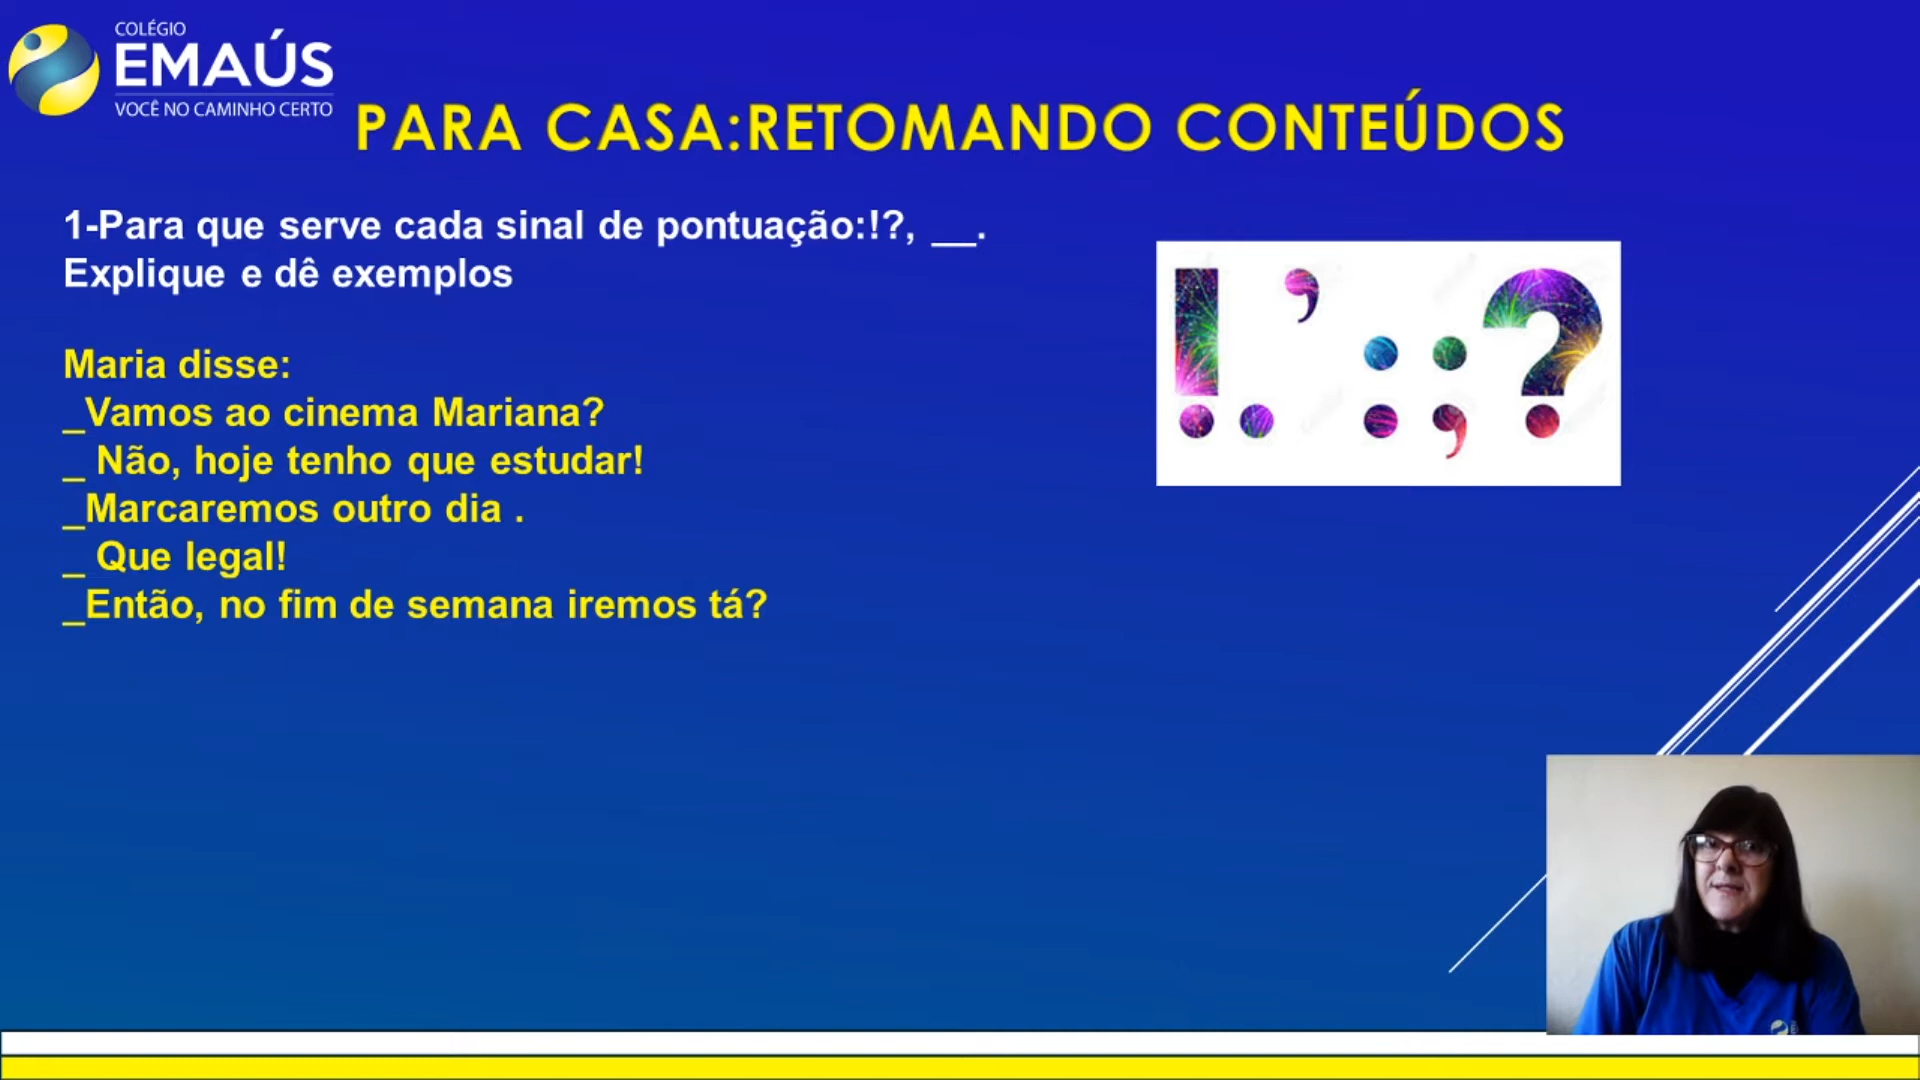 COLÉGIO
EMAÚS
VOCÊ NO CAMINHO CERTO
PARA CASA:RETOMANDO CONTEÚDOS
1-Para que serve cada sinal de pontuação:!?, __.
Explique e dê exemplos
Maria disse:
_Vamos ao cinema Mariana?
_ Não, hoje tenho que estudar!
_Marcaremos outro dia .
_ Que legal!
_Então, no fim de semana iremos tá?
! . , : ; ?